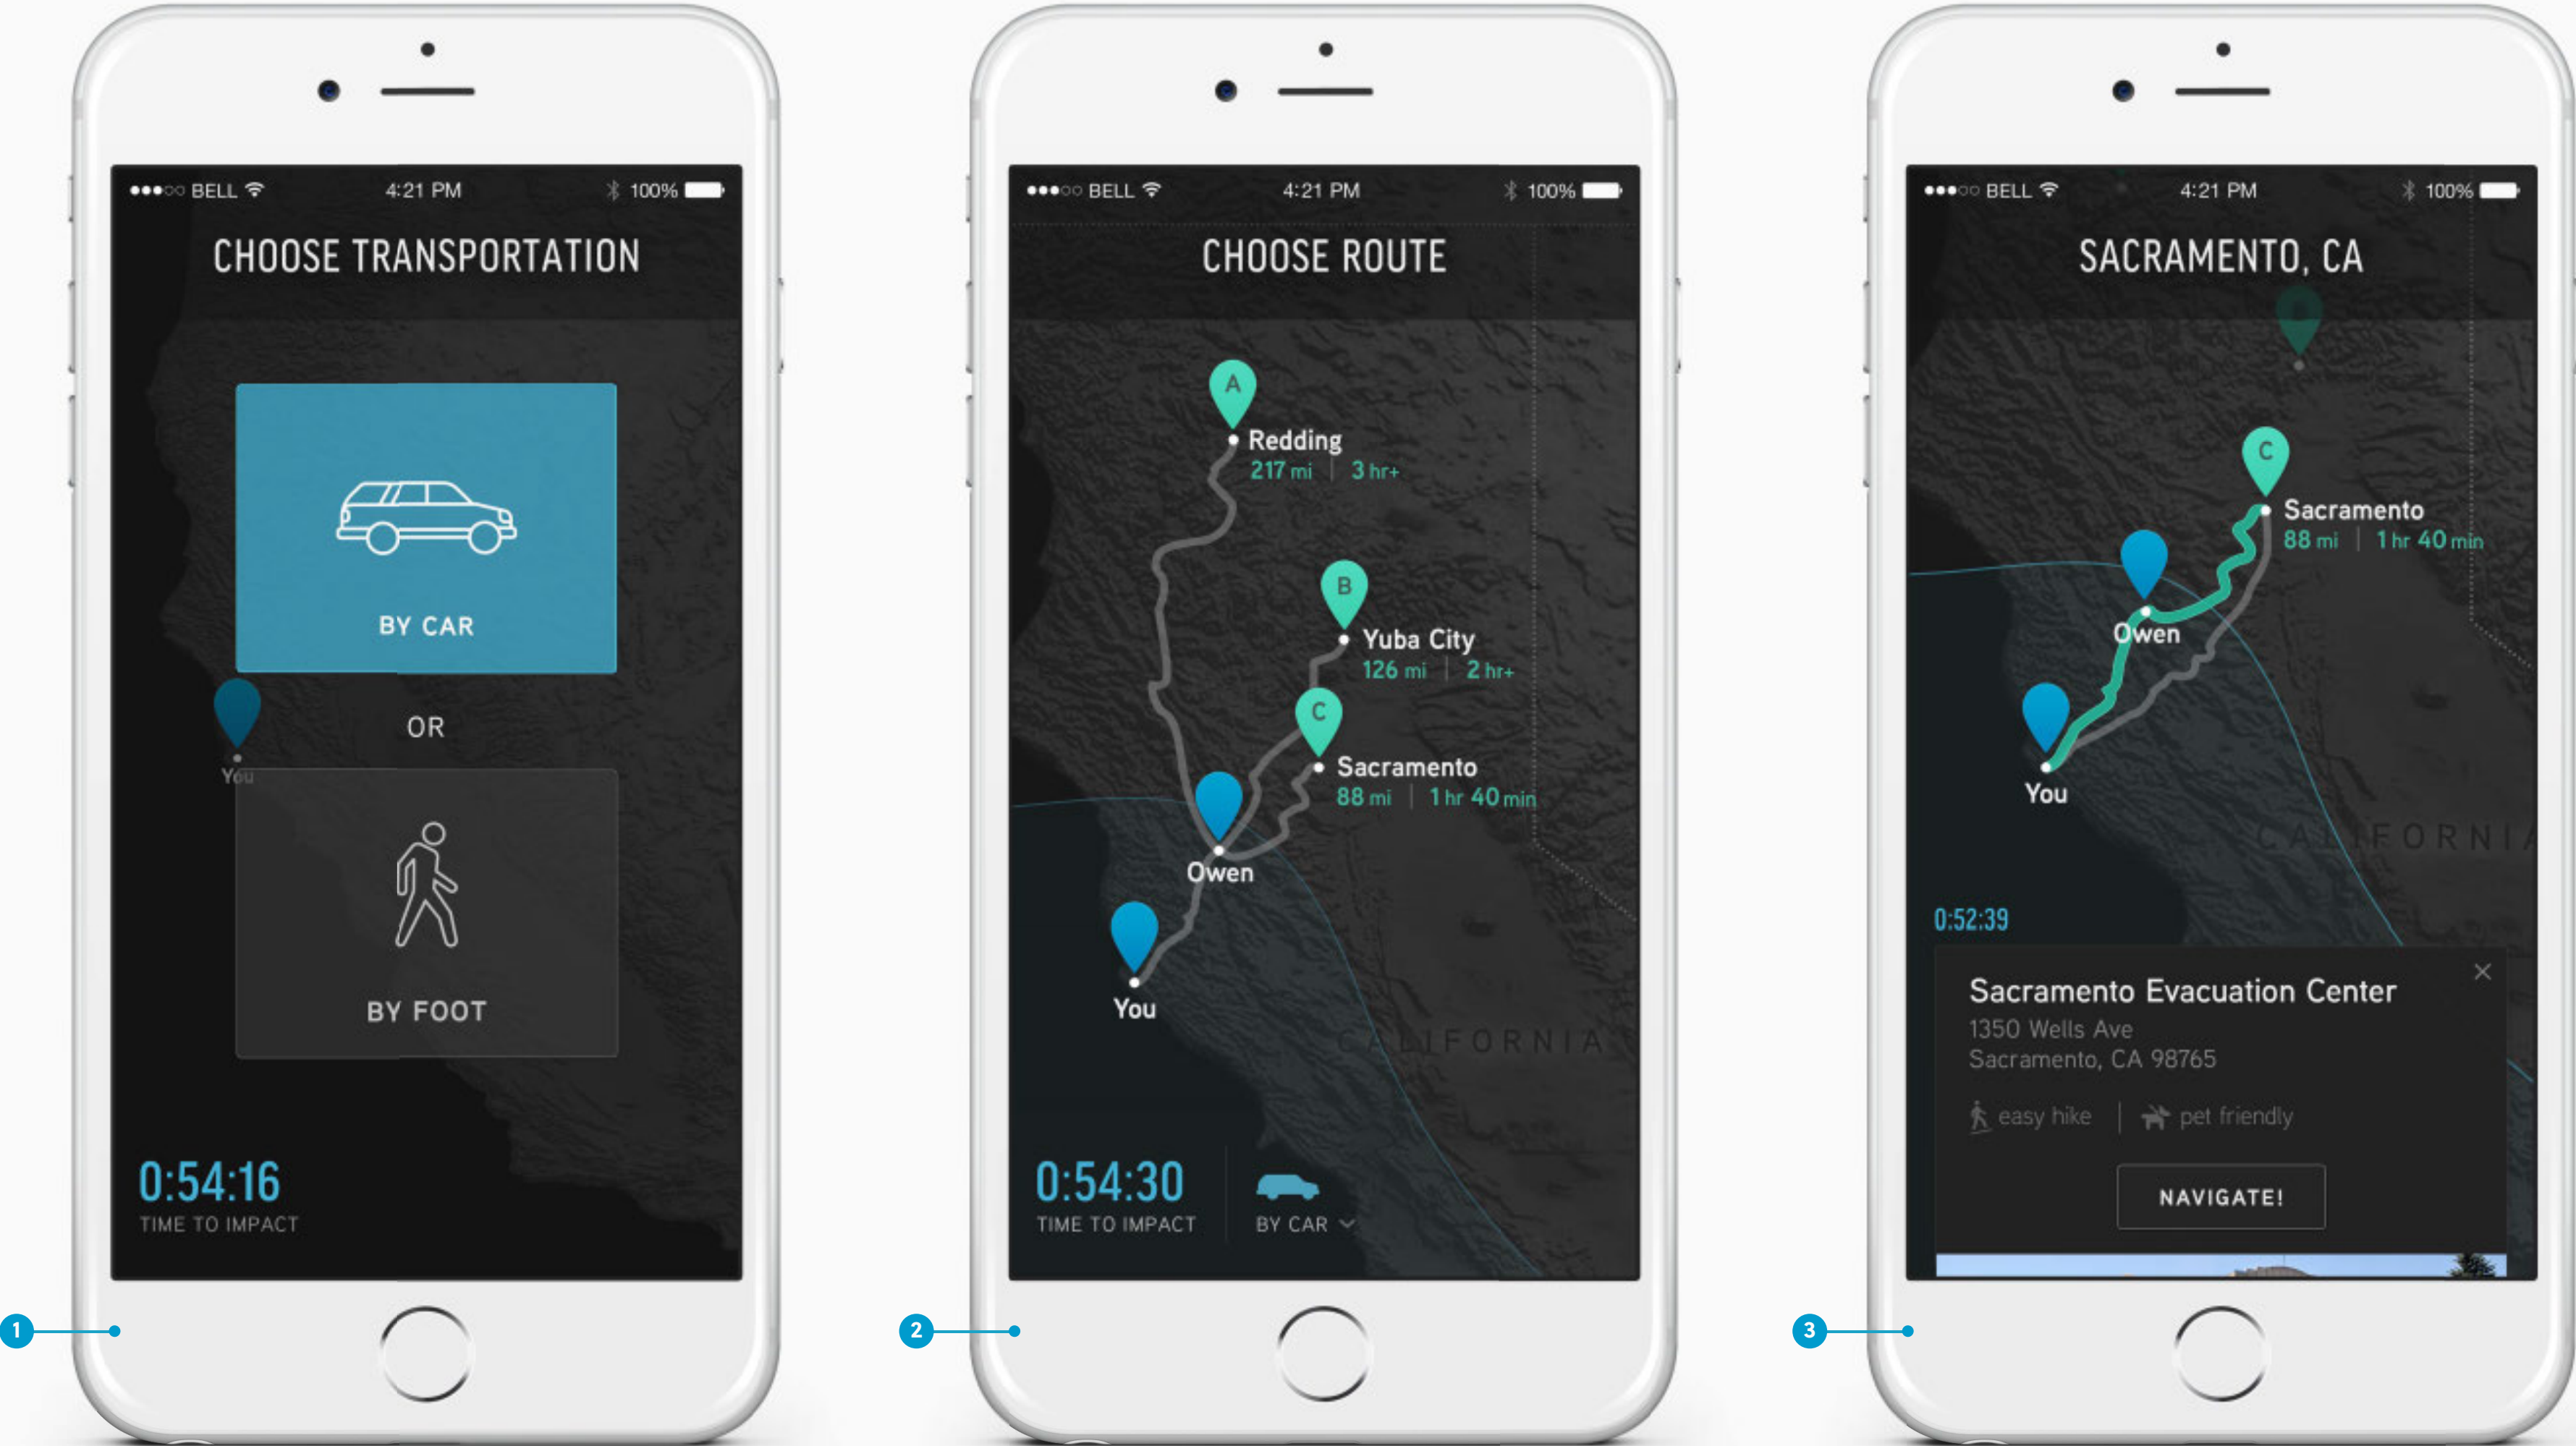 BELL 4:21 PM 100%
CHOOSE TRANSPORTATION
BY CAR
OR
You
BY FOOT
0:54:16
TIME TO IMPACT
1
BELL 4:21 PM 100%
CHOOSE ROUTE
A
Redding
217 mi | 3 hr+
B
Yuba City
126 mi | 2 hr+
C
Sacramento
88 mi | 1 hr 40 min
Owen
You
CALIFORNIA
0:54:30
TIME TO IMPACT
BY CAR
2
BELL 4:21 PM 100%
SACRAMENTO, CA
C
Sacramento
88 mi | 1 hr 40 min
Owen
You
CALIFORNIA
0:52:39
Sacramento Evacuation Center
1350 Wells Ave
Sacramento, CA 98765
easy hike | pet friendly
NAVIGATE!
3